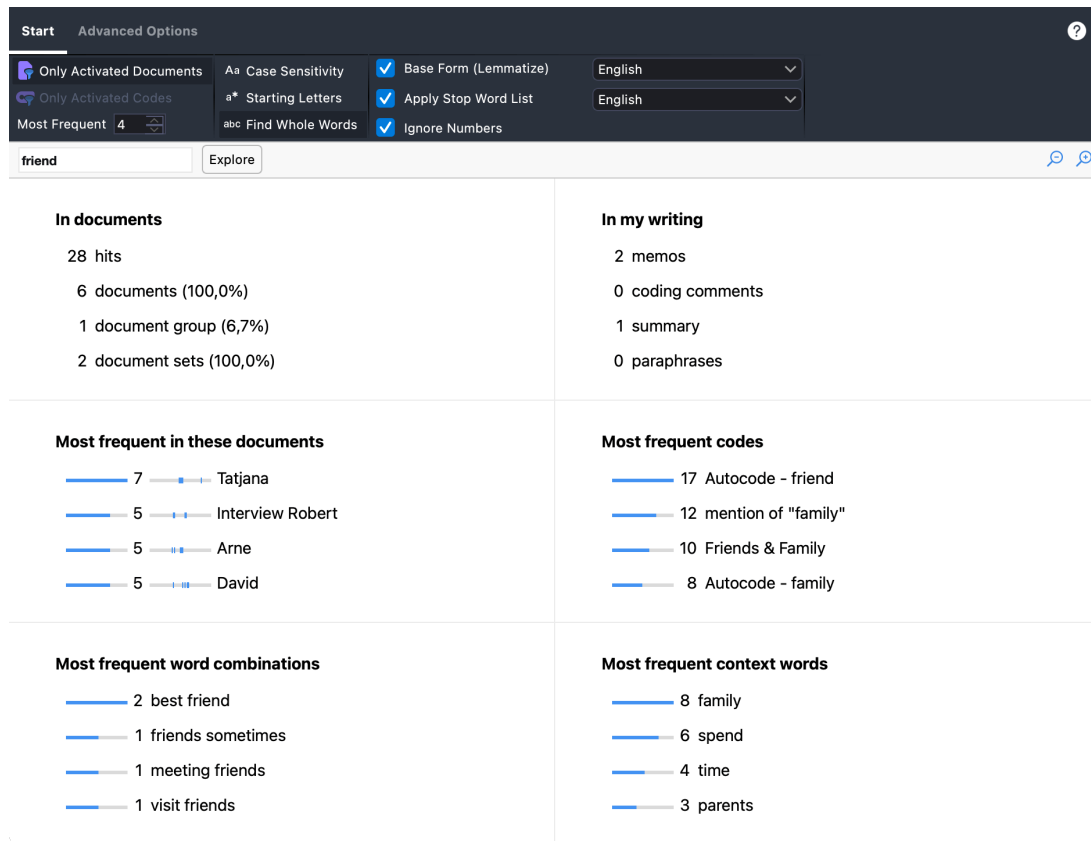 Start Advanced Options ?
Only Activated Documents Aa Case Sensitivity Base Form (Lemmatize) English
Only Activated Codes a* Starting Letters Apply Stop Word List English
Most Frequent 4 abc Find Whole Words Ignore Numbers
friend Explore
In documents
28 hits
6 documents (100,0%)
1 document group (6,7%)
2 document sets (100,0%)
In my writing
2 memos
0 coding comments
1 summary
0 paraphrases
Most frequent in these documents
7 Tatjana
5 Interview Robert
5 Arne
5 David
Most frequent codes
17 Autocode - friend
12 mention of "family"
10 Friends & Family
8 Autocode - family
Most frequent word combinations
2 best friend
1 friends sometimes
1 meeting friends
1 visit friends
Most frequent context words
8 family
6 spend
4 time
3 parents